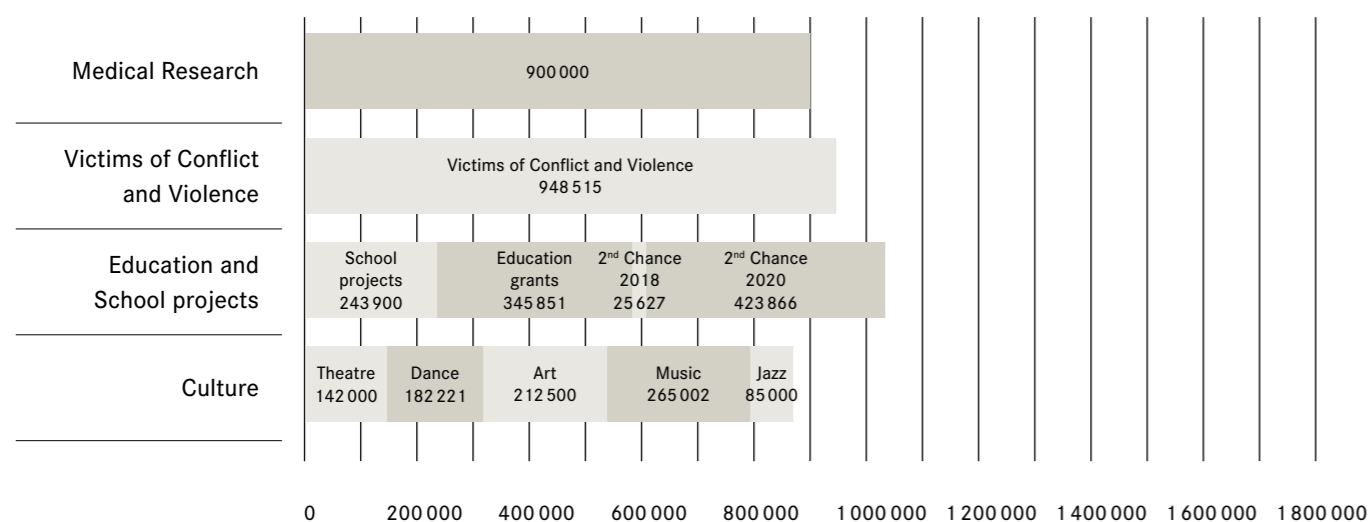 Medical Research
900 000
Victims of Conflict
and Violence
Victims of Conflict and Violence
948 515
Education and
School projects
School
projects
243 900
Education
grants
345 851
2nd Chance
2018
25 627
2nd Chance
2020
423 866
Culture
Theatre
142 000
Dance
182 221
Art
212 500
Music
265 002
Jazz
85 000
0 200 000 400 000 600 000 800 000 1 000 000 1 200 000 1 400 000 1 600 000 1 800 000